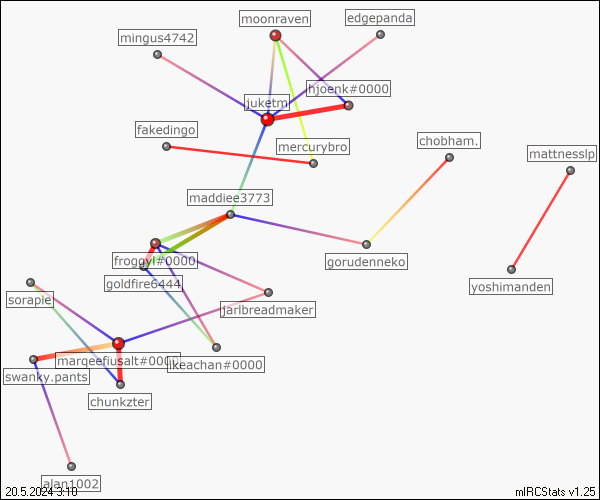 moonraven
edgepanda
mingus4742
hjoenk#0000
juketm
fakedingo
chobham.
mercurybro
mattnesslp
maddiee3773
froggyl#0000
gorudenneko
goldfire6444
yoshimanden
sorapie
jarlbreadmaker
marqeefiusalt#0000
ikeachan#0000
swanky.pants
chunkzter
alan1002
20.5.2024 3:10
mIRCStats v1.25